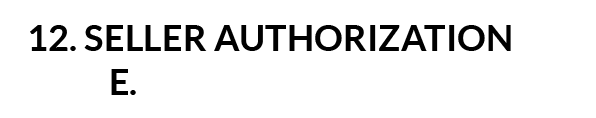 12. SELLER AUTHORIZATION
E.